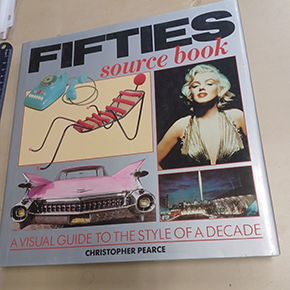 FIFTIES
source book
A VISUAL GUIDE TO THE STYLE OF A DECADE
CHRISTOPHER PEARCE